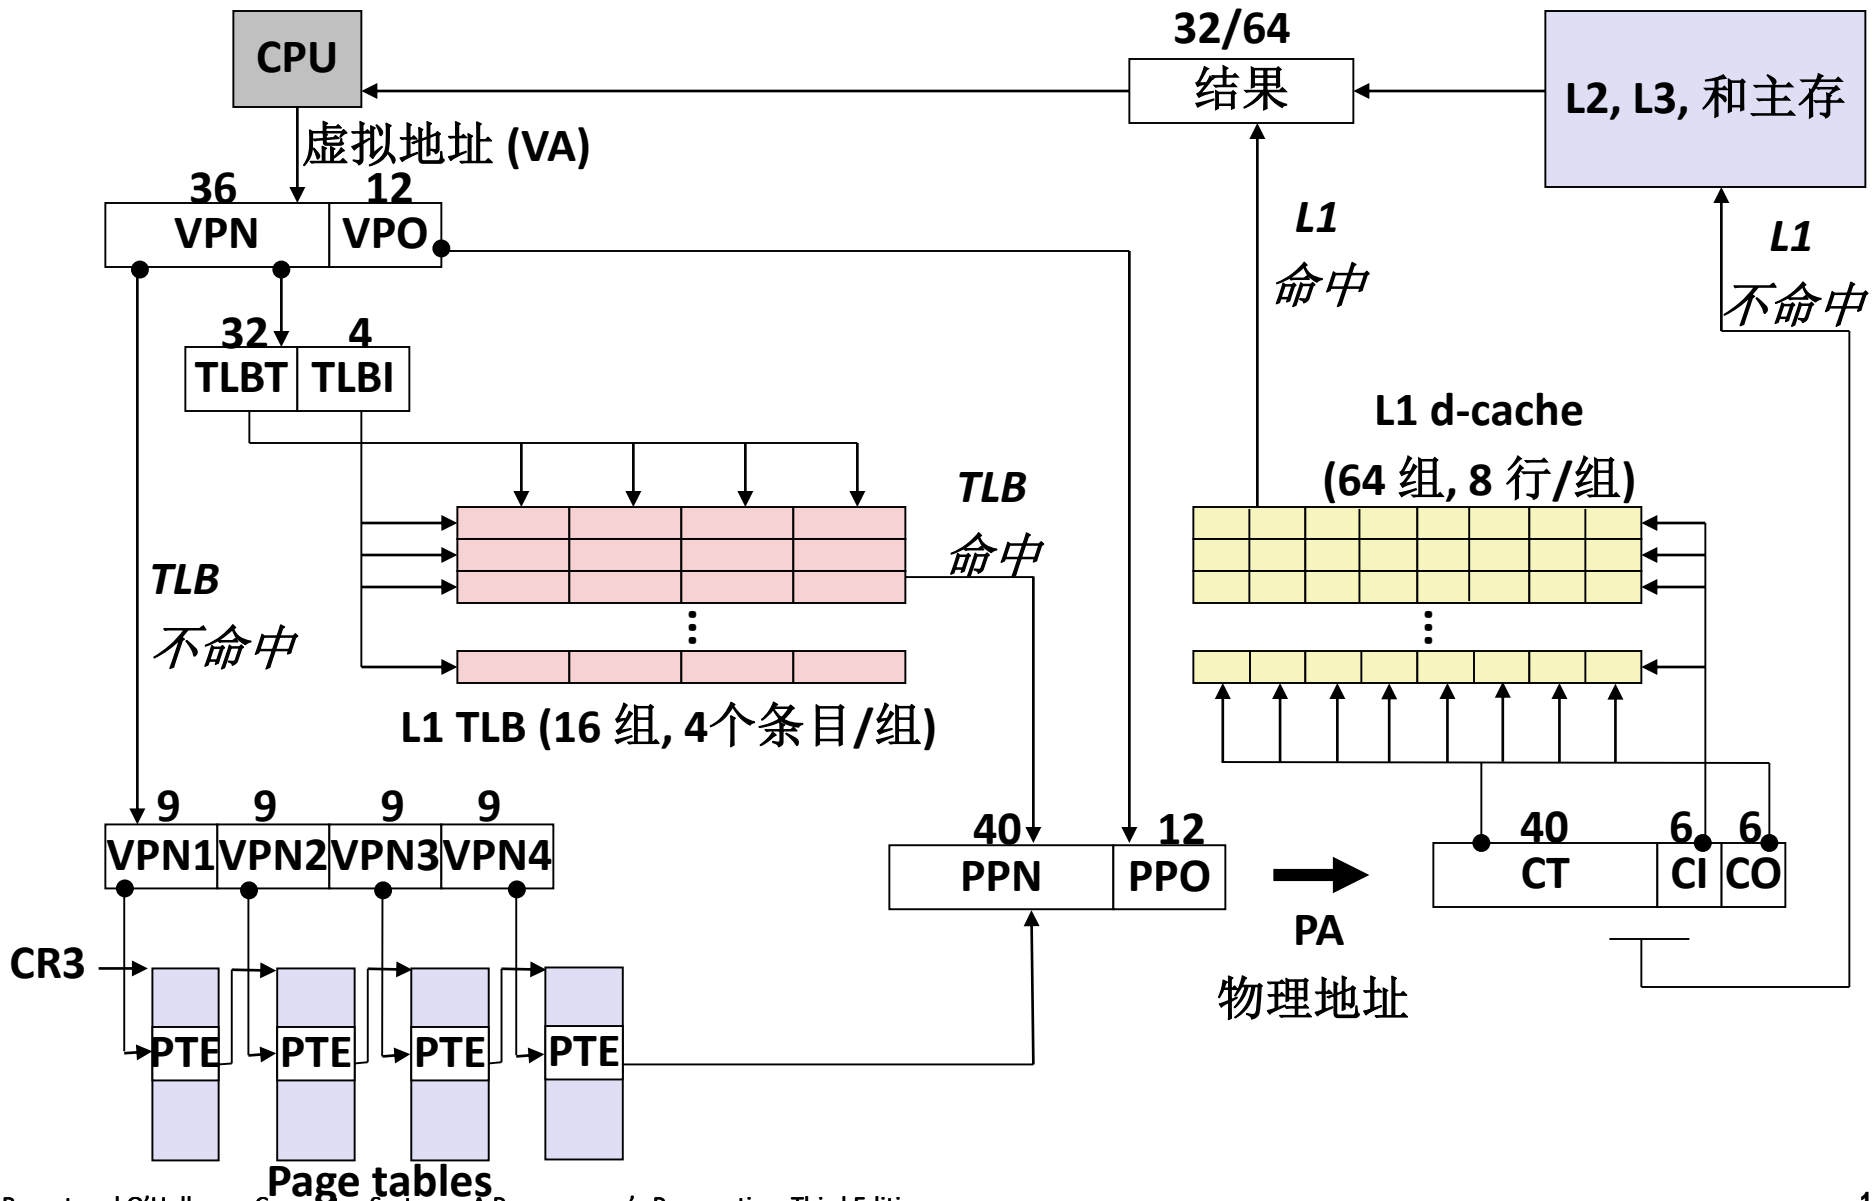 CPU
32/64
结果
L2, L3, 和主存
虚拟地址 (VA)
36
12
VPN
VPO
L1
命中
L1
不命中
32
4
TLBT
TLBI
L1 d-cache
(64 组, 8 行/组)
TLB
命中
TLB
不命中
L1 TLB (16 组, 4个条目/组)
9
9
9
9
VPN1
VPN2
VPN3
VPN4
40
12
PPN
PPO
40
6
6
CT
CI
CO
PA
物理地址
CR3
PTE
PTE
PTE
PTE
Page tables